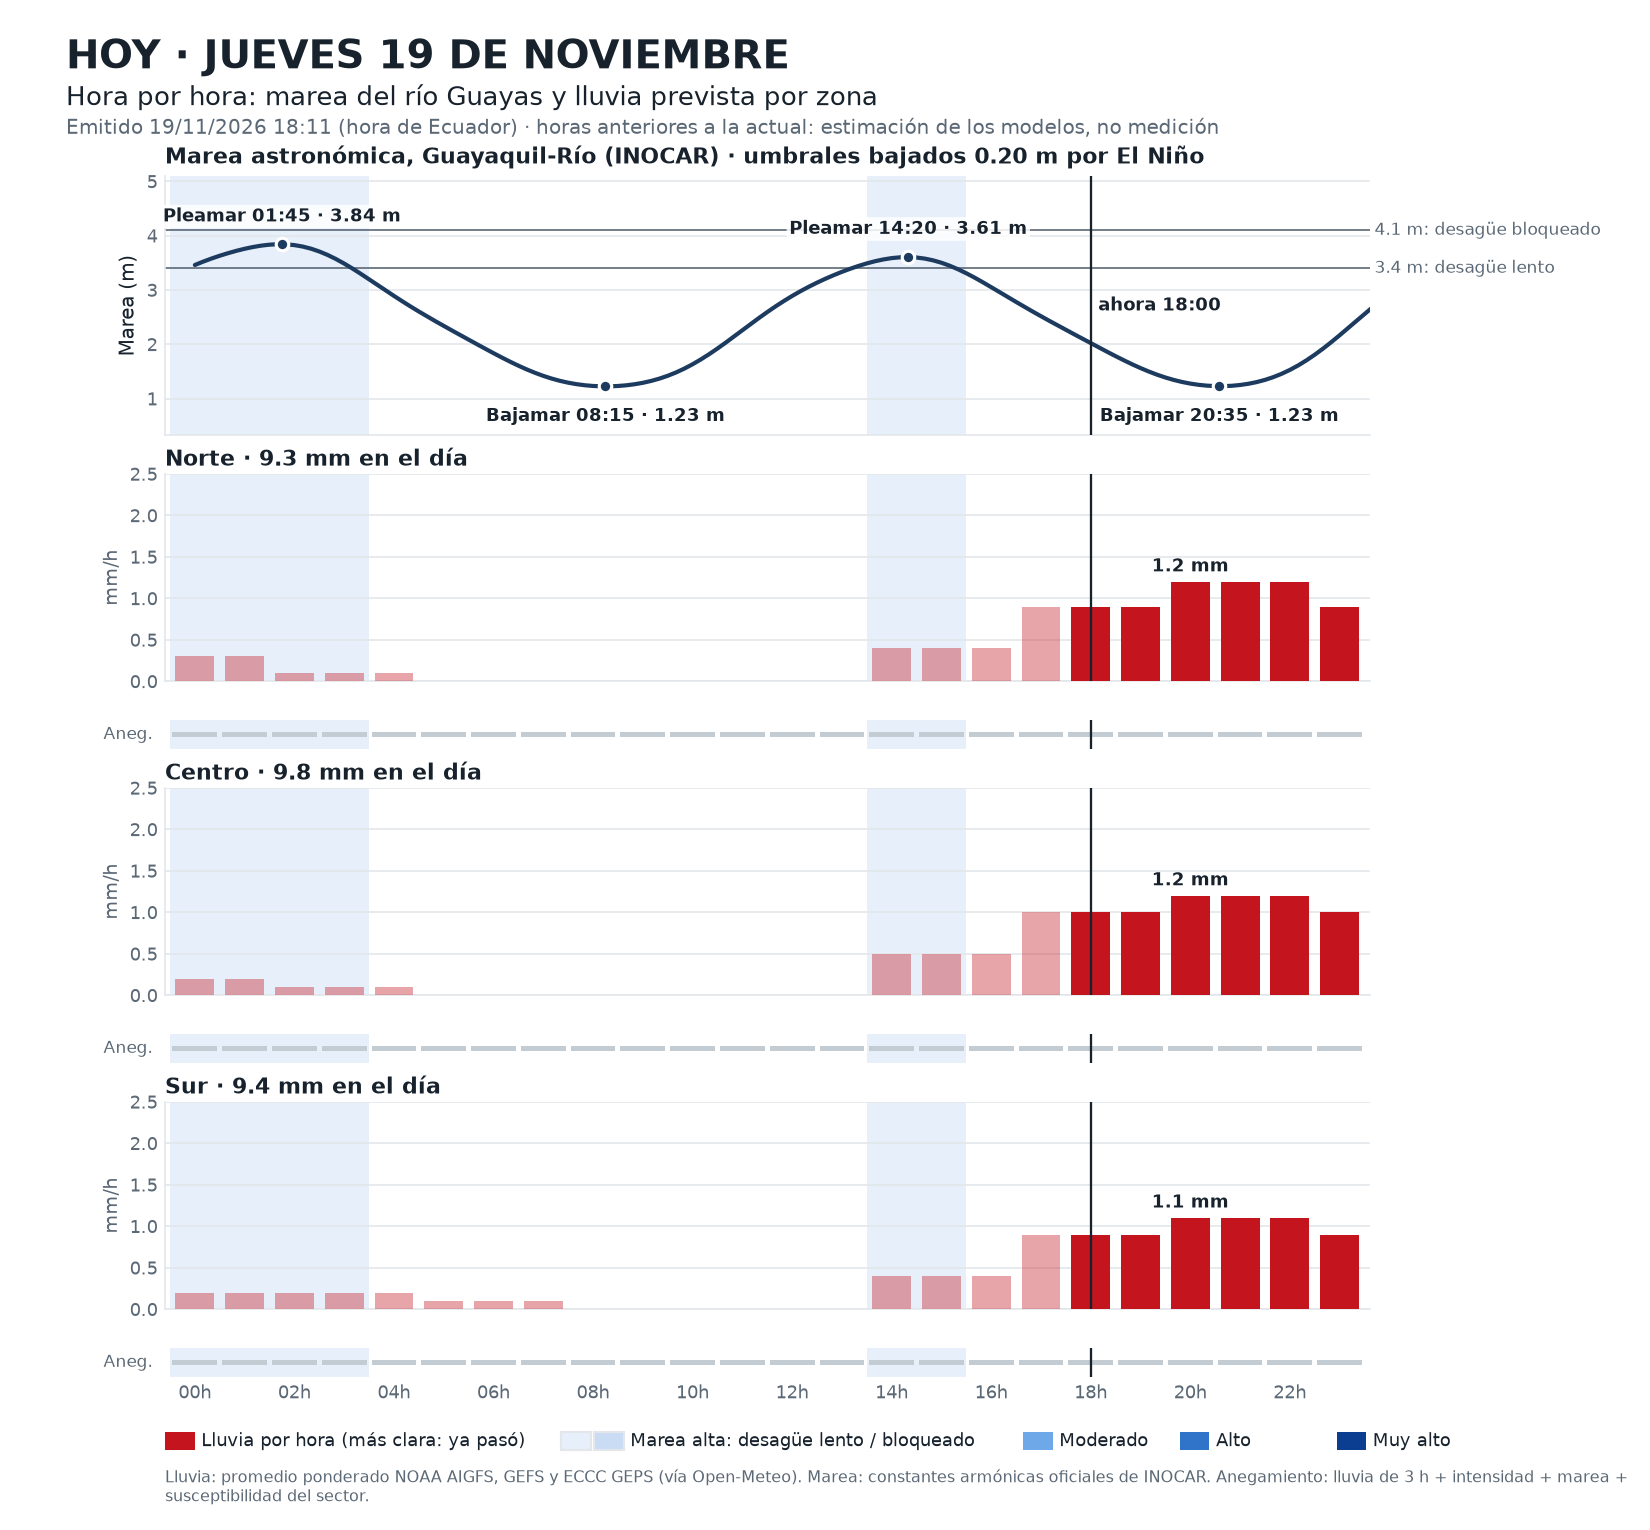 HOY · JUEVES 19 DE NOVIEMBRE
Hora por hora: marea del río Guayas y lluvia prevista por zona
Emitido 19/11/2026 18:11 (hora de Ecuador) · horas anteriores a la actual: estimación de los modelos, no medición
Marea astronómica, Guayaquil-Río (INOCAR) · umbrales bajados 0.20 m por El Niño
Marea (m)
5
4
3
2
1
Pleamar 01:45 · 3.84 m
Pleamar 14:20 · 3.61 m
4.1 m: desagüe bloqueado
3.4 m: desagüe lento
ahora 18:00
Bajamar 08:15 · 1.23 m
Bajamar 20:35 · 1.23 m
Norte · 9.3 mm en el día
mm/h
2.5
2.0
1.5
1.0
0.5
0.0
1.2 mm
Aneg.
Centro · 9.8 mm en el día
mm/h
2.5
2.0
1.5
1.0
0.5
0.0
1.2 mm
Aneg.
Sur · 9.4 mm en el día
mm/h
2.5
2.0
1.5
1.0
0.5
0.0
1.1 mm
Aneg.
00h 02h 04h 06h 08h 10h 12h 14h 16h 18h 20h 22h
Lluvia por hora (más clara: ya pasó) Marea alta: desagüe lento / bloqueado Moderado Alto Muy alto
Lluvia: promedio ponderado NOAA AIGFS, GEFS y ECCC GEPS (vía Open-Meteo). Marea: constantes armónicas oficiales de INOCAR. Anegamiento: lluvia de 3 h + intensidad + marea +
susceptibilidad del sector.